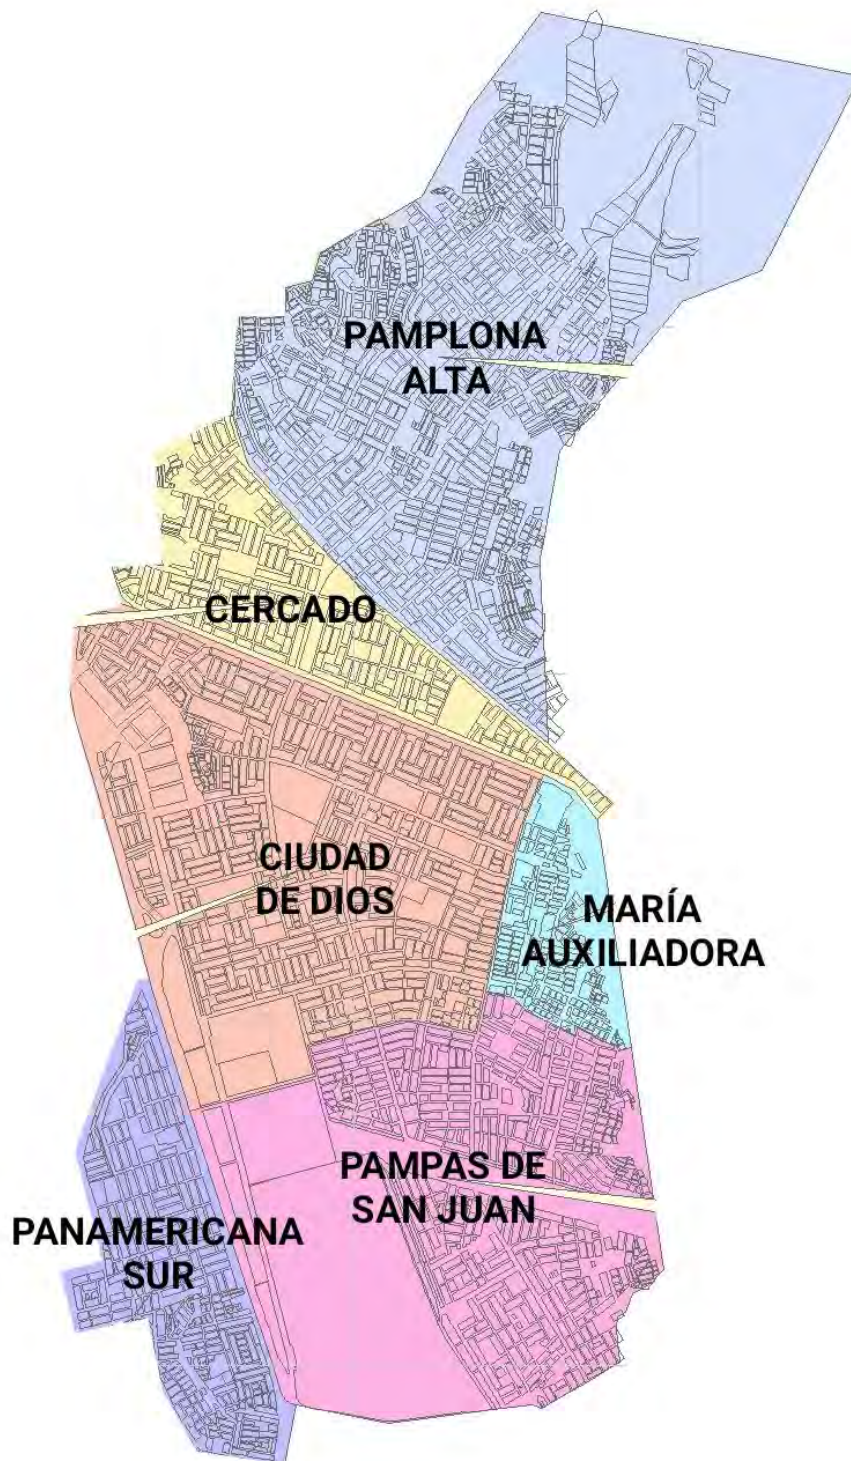 PAMPLONA
ALTA
CERCADO
CIUDAD
DE DIOS
MARÍA
AUXILIADORA
PAMPAS DE
SAN JUAN
PANAMERICANA
SUR